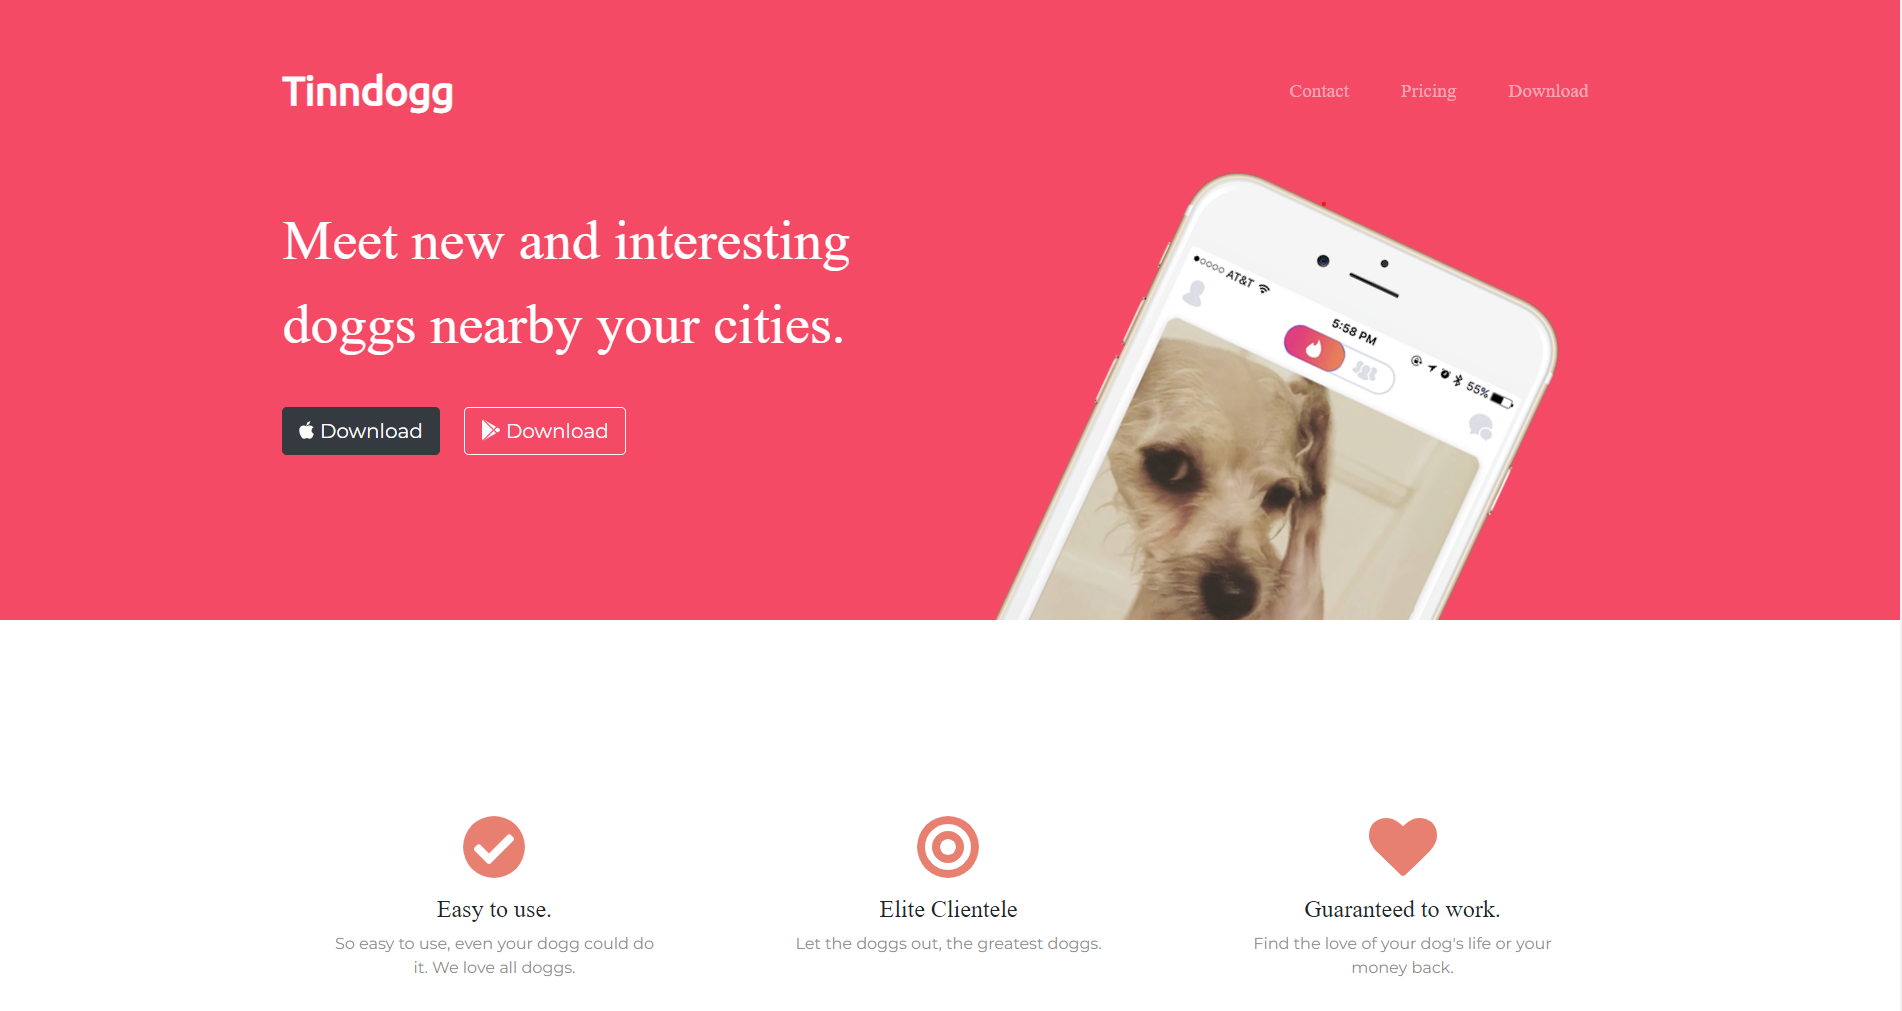 Tinndogg
Contact
Pricing
Download
Meet new and interesting
doggs nearby your cities.
Download
Download
AT&T
5:58 PM
55%
Easy to use.
So easy to use, even your dogg could do
it. We love all doggs.
Elite Clientele
Let the doggs out, the greatest doggs.
Guaranteed to work.
Find the love of your dog's life or your
money back.